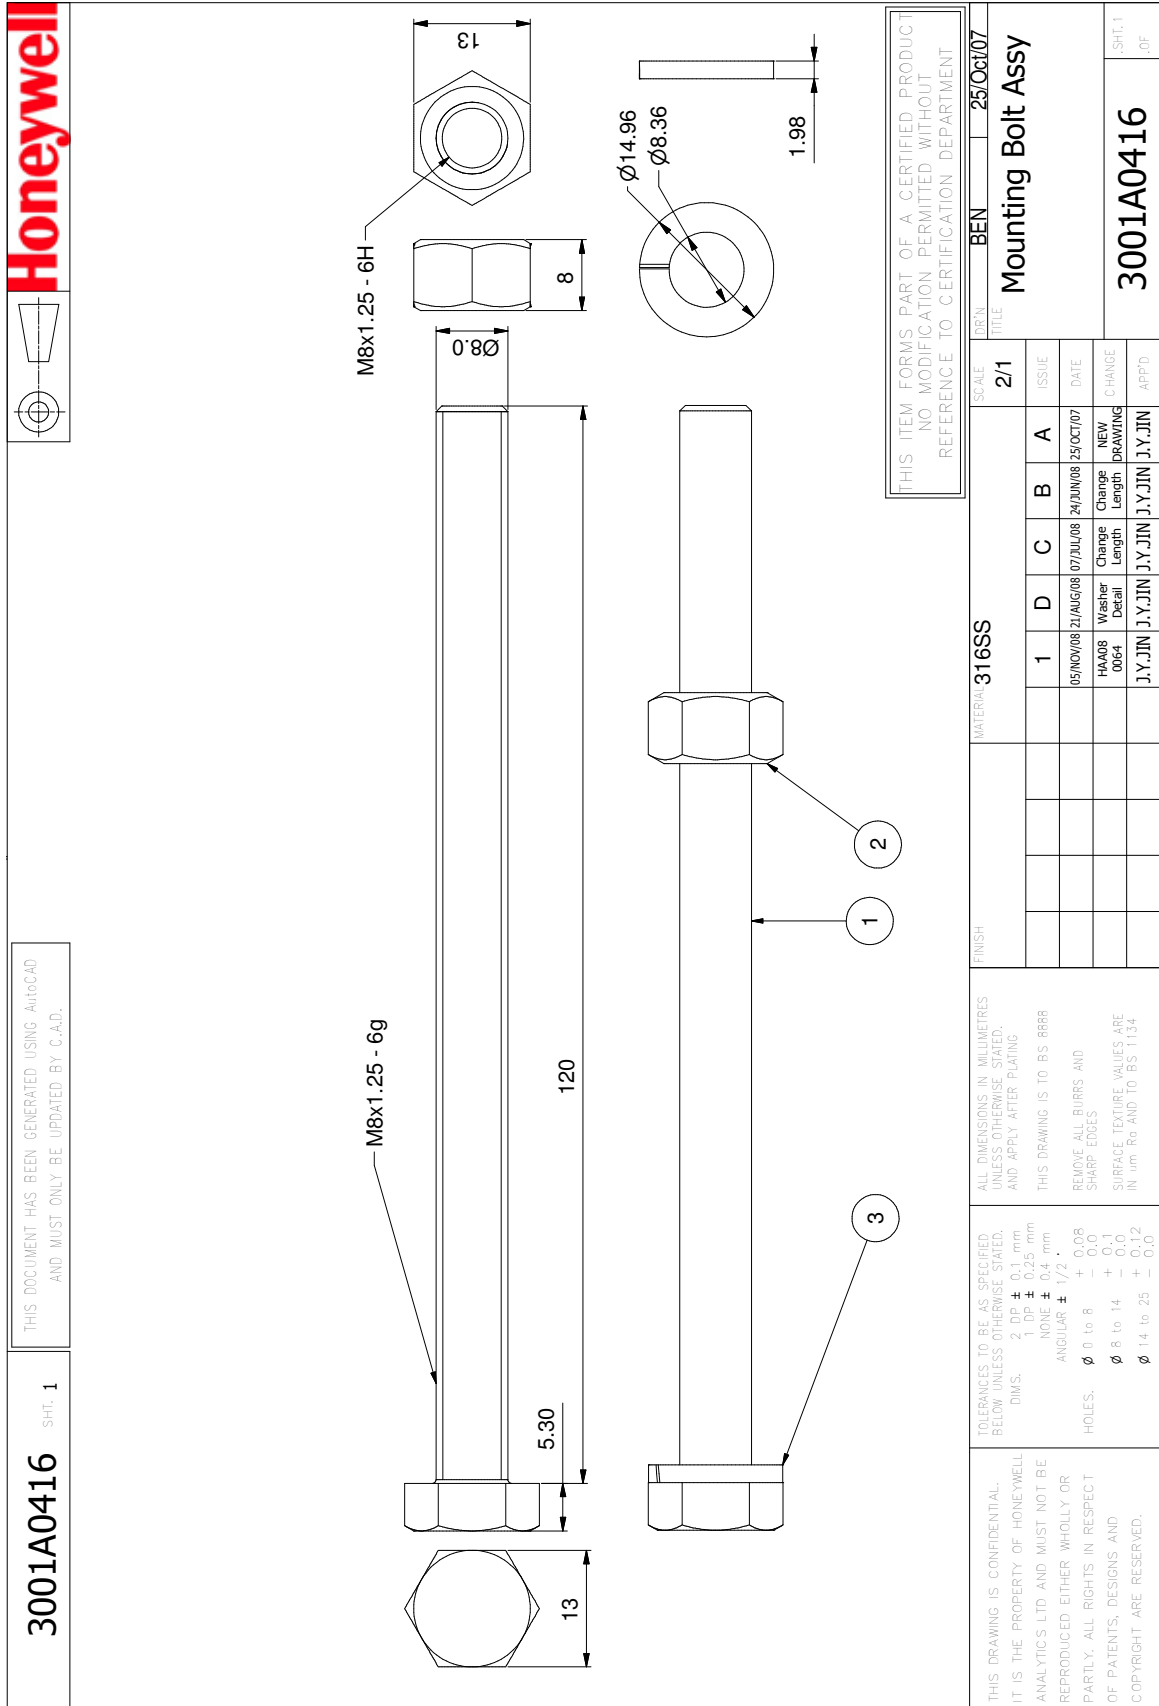 3001A0416 SHT. 1
THIS DOCUMENT HAS BEEN GENERATED USING AutoCAD
AND MUST ONLY BE UPDATED BY C.A.D.
Honeywell
M8x1.25 - 6g
M8x1.25 - 6H
13
5.30
120
Ø8.0
8
13
Ø14.96
Ø8.36
1.98
3
1
2
THIS ITEM FORMS PART OF A CERTIFIED PRODUCT
NO MODIFICATION PERMITTED WITHOUT
REFERENCE TO CERTIFICATION DEPARTMENT
THIS DRAWING IS CONFIDENTIAL.
IT IS THE PROPERTY OF HONEYWELL
ANALYTICS LTD AND MUST NOT BE
REPRODUCED EITHER WHOLLY OR
PARTLY. ALL RIGHTS IN RESPECT
OF PATENTS, DESIGNS AND
COPYRIGHT ARE RESERVED.
TOLERANCES TO BE AS SPECIFIED
BELOW UNLESS OTHERWISE STATED.
DIMS. 2 DP ± 0.1 mm
1 DP ± 0.25 mm
NONE ± 0.4 mm
ANGULAR ± 1/2 °
HOLES. Ø 0 to 8 + 0.08 - 0.0
Ø 8 to 14 + 0.1 - 0.0
Ø 14 to 25 + 0.12 - 0.0
ALL DIMENSIONS IN MILLIMETRES
UNLESS OTHERWISE STATED.
AND APPLY AFTER PLATING
THIS DRAWING IS TO BS 8888
REMOVE ALL BURRS AND
SHARP EDGES
SURFACE TEXTURE VALUES ARE
IN um Ra AND TO BS 1134
FINISH
MATERIAL 316SS
SCALE
2/1
1 D C B A ISSUE
05/NOV/08 21/AUG/08 07/JUL/08 24/JUN/08 25/OCT/07 DATE
HAA08 0064 Washer Detail Change Length Change Length NEW DRAWING CHANGE
J.Y.JIN J.Y.JIN J.Y.JIN J.Y.JIN J.Y.JIN APP'D
DR'N BEN 25/Oct/07
TITLE
Mounting Bolt Assy
3001A0416
SHT. 1
OF